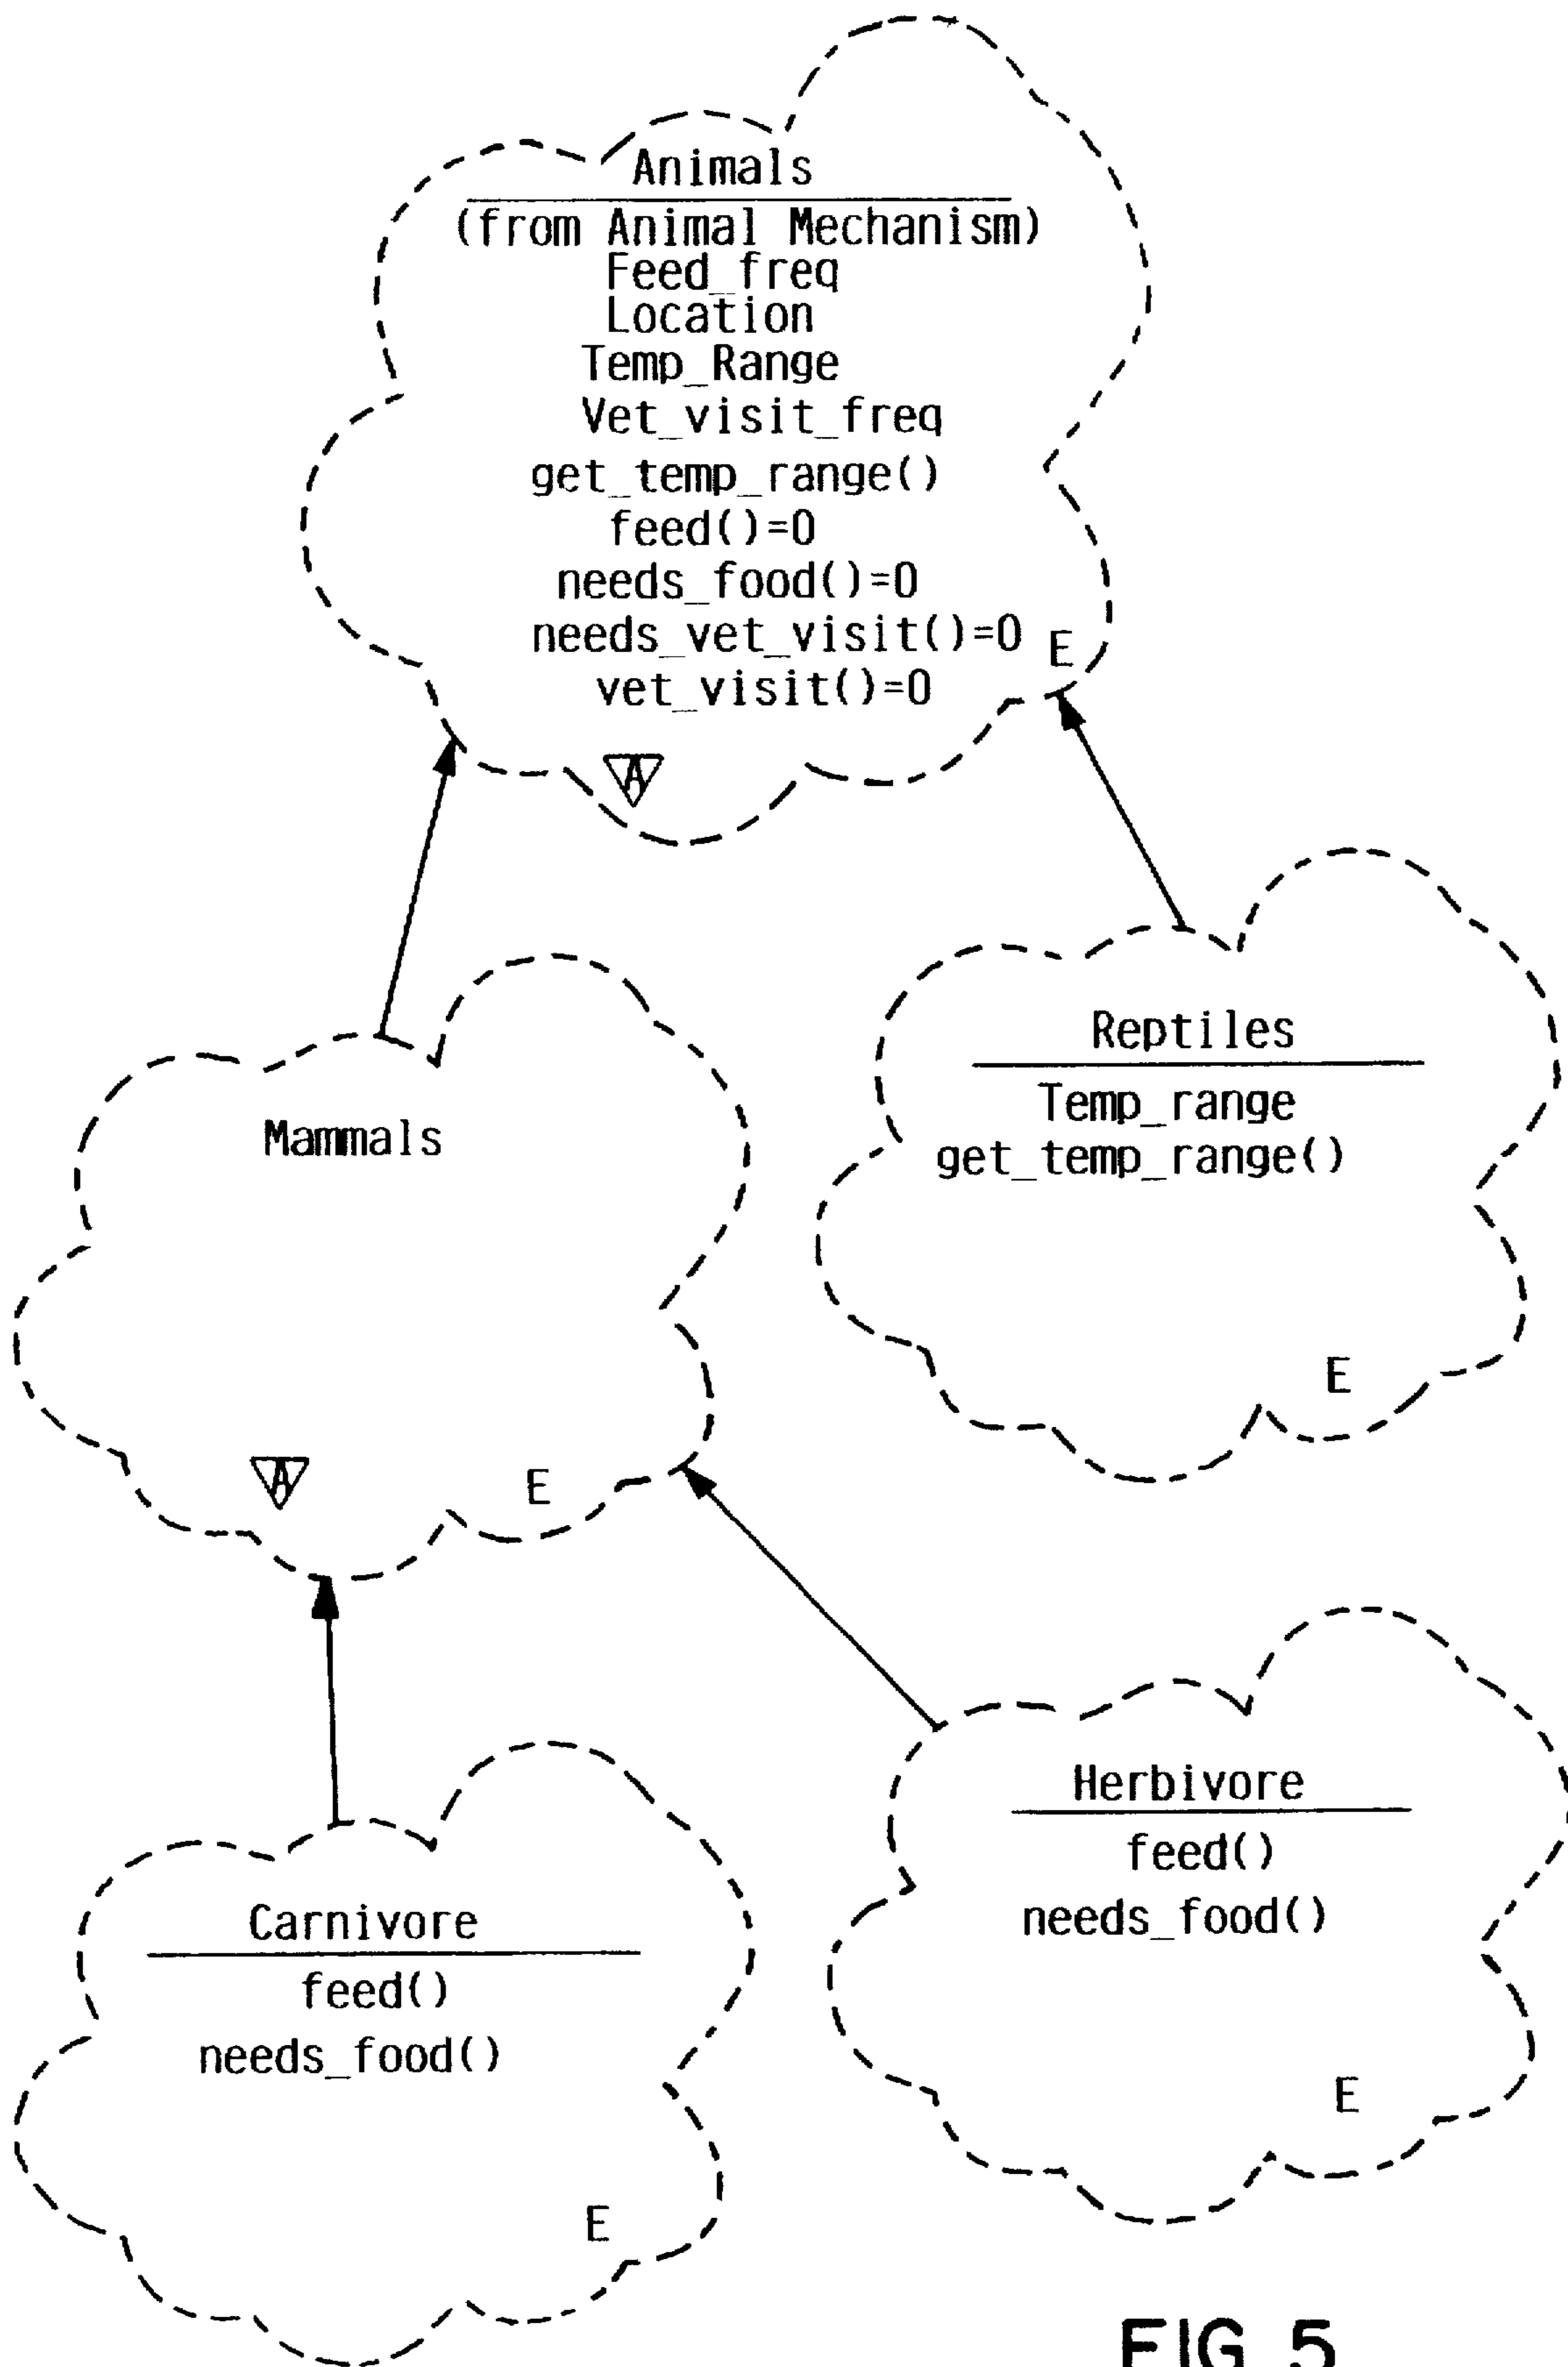 Animals
(from Animal Mechanism)
Feed_freq
Location
Temp_Range
Vet_visit_freq
get_temp_range()
feed()=0
needs_food()=0
needs_vet_visit()=0
E
vet_visit()=0
A
Reptiles
Temp_range
get_temp_range()
E
Mammals
A
E
Herbivore
feed()
needs_food()
E
Carnivore
feed()
needs_food()
E
FIG. 5